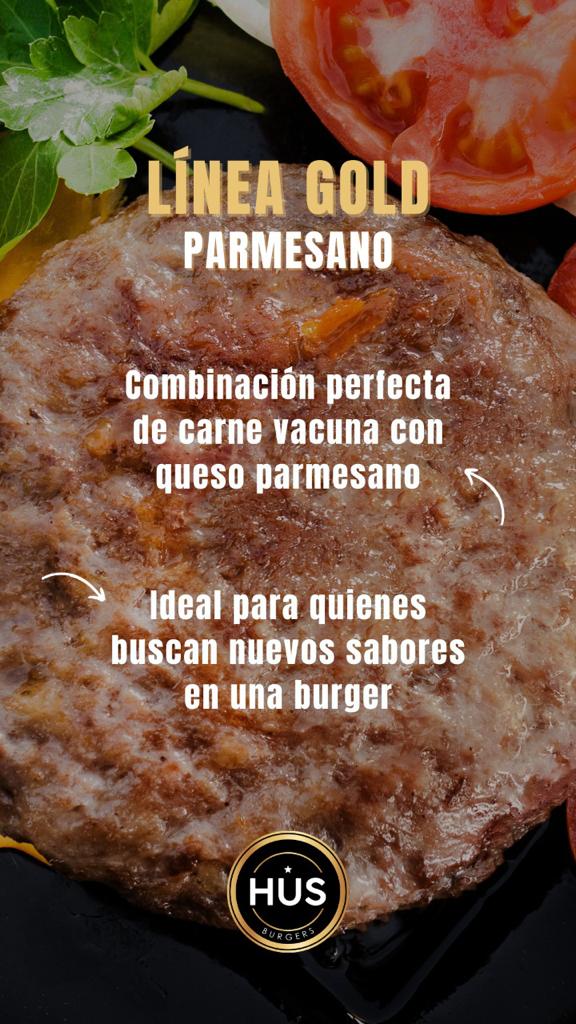 LÍNEA GOLD
PARMESANO
Combinación perfecta
de carne vacuna con
queso parmesano
Ideal para quienes
buscan nuevos sabores
en una burger
HUS
BURGERS